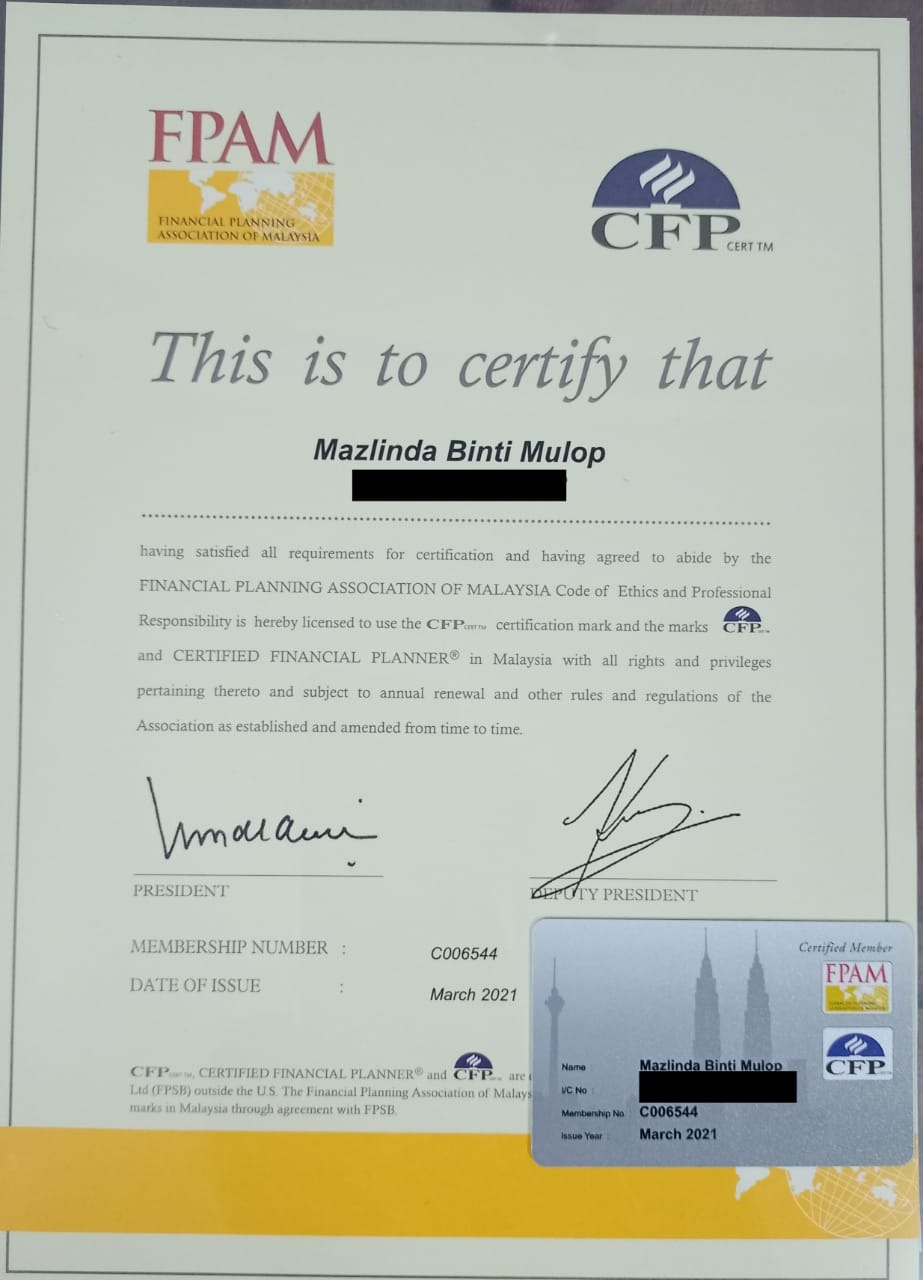 FPAM
FINANCIAL PLANNING
ASSOCIATION OF MALAYSIA
CFP
CERT TM
This is to certify that
Mazlinda Binti Mulop
having satisfied all requirements for certification and having agreed to abide by the
FINANCIAL PLANNING ASSOCIATION OF MALAYSIA Code of Ethics and Professional
Responsibility is hereby licensed to use the CFP CERT TM certification mark and the marks CFP
and CERTIFIED FINANCIAL PLANNER® in Malaysia with all rights and privileges
pertaining thereto and subject to annual renewal and other rules and regulations of the
Association as established and amended from time to time.
PRESIDENT
DEPUTY PRESIDENT
MEMBERSHIP NUMBER : C006544
DATE OF ISSUE : March 2021
CFP CERT TM, CERTIFIED FINANCIAL PLANNER® and CFP are
Ltd (FPSB) outside the U.S. The Financial Planning Association of Malays
marks in Malaysia through agreement with FPSB.
Certified Member
FPAM
CFP
Name Mazlinda Binti Mulop
I/C No :
Membership No C006544
Issue Year : March 2021